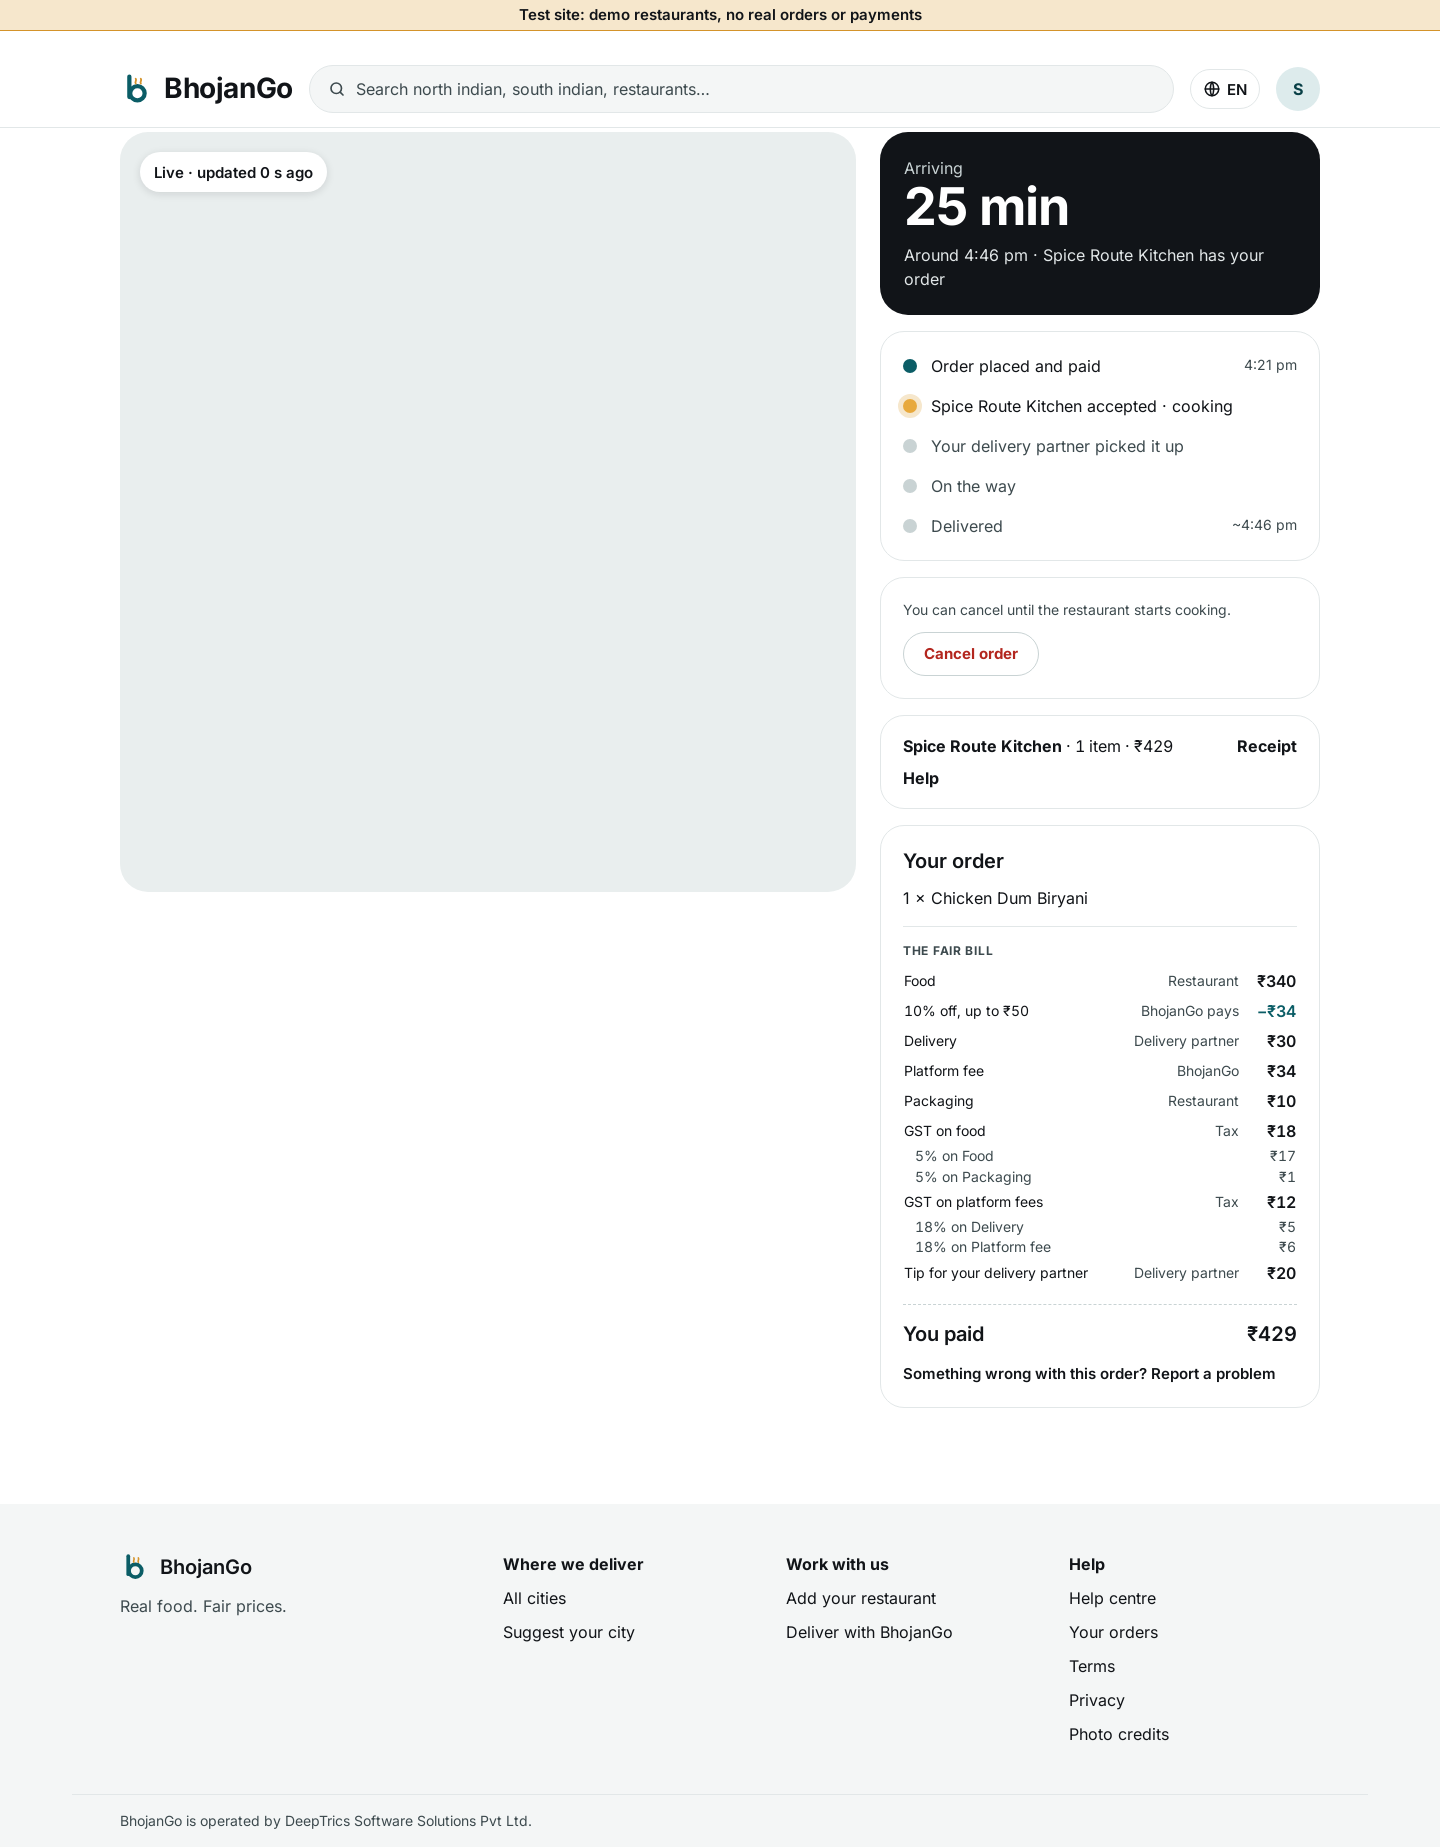 Test site: demo restaurants, no real orders or payments
BhojanGo
Search north indian, south indian, restaurants…
EN
S
Live · updated 0 s ago
Arriving
25 min
Around 4:46 pm · Spice Route Kitchen has your
order
Order placed and paid 4:21 pm
Spice Route Kitchen accepted · cooking
Your delivery partner picked it up
On the way
Delivered ~4:46 pm
You can cancel until the restaurant starts cooking.
Cancel order
Spice Route Kitchen · 1 item · ₹429 Receipt
Help
Your order
1 × Chicken Dum Biryani
THE FAIR BILL
Food Restaurant ₹340
10% off, up to ₹50 BhojanGo pays −₹34
Delivery Delivery partner ₹30
Platform fee BhojanGo ₹34
Packaging Restaurant ₹10
GST on food Tax ₹18
5% on Food ₹17
5% on Packaging ₹1
GST on platform fees Tax ₹12
18% on Delivery ₹5
18% on Platform fee ₹6
Tip for your delivery partner Delivery partner ₹20
You paid ₹429
Something wrong with this order? Report a problem
BhojanGo
Real food. Fair prices.
Where we deliver
All cities
Suggest your city
Work with us
Add your restaurant
Deliver with BhojanGo
Help
Help centre
Your orders
Terms
Privacy
Photo credits
BhojanGo is operated by DeepTrics Software Solutions Pvt Ltd.